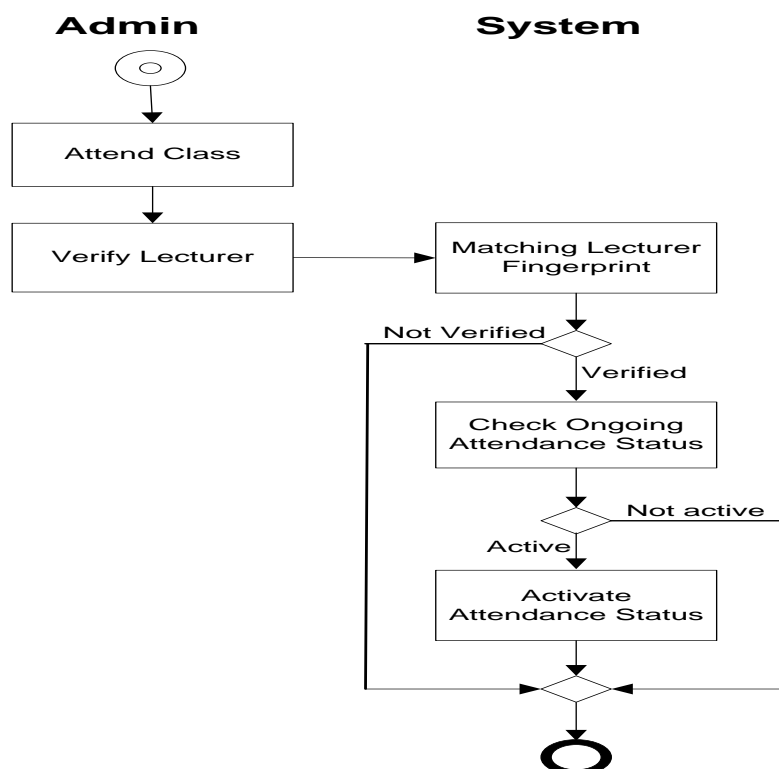 Admin
System
Attend Class
Verify Lecturer
Matching Lecturer
Fingerprint
Not Verified
Verified
Check Ongoing
Attendance Status
Not active
Active
Activate
Attendance Status